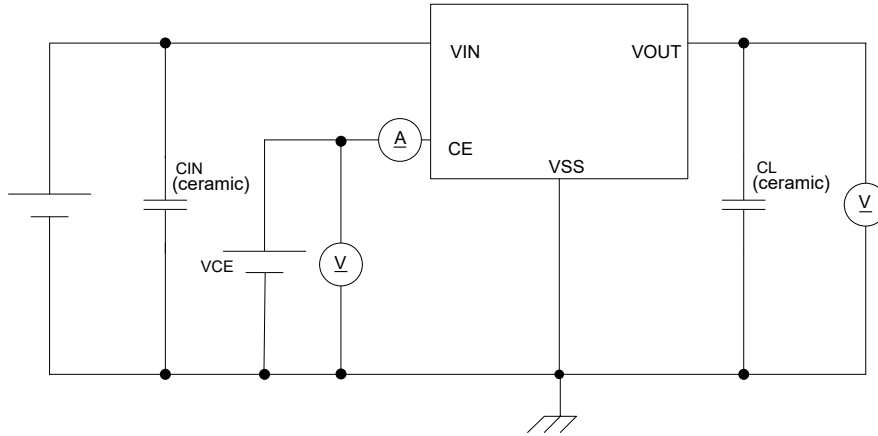 VIN
VOUT
A
CE
VSS
CIN
(ceramic)
CL
(ceramic)
V
VCE
V